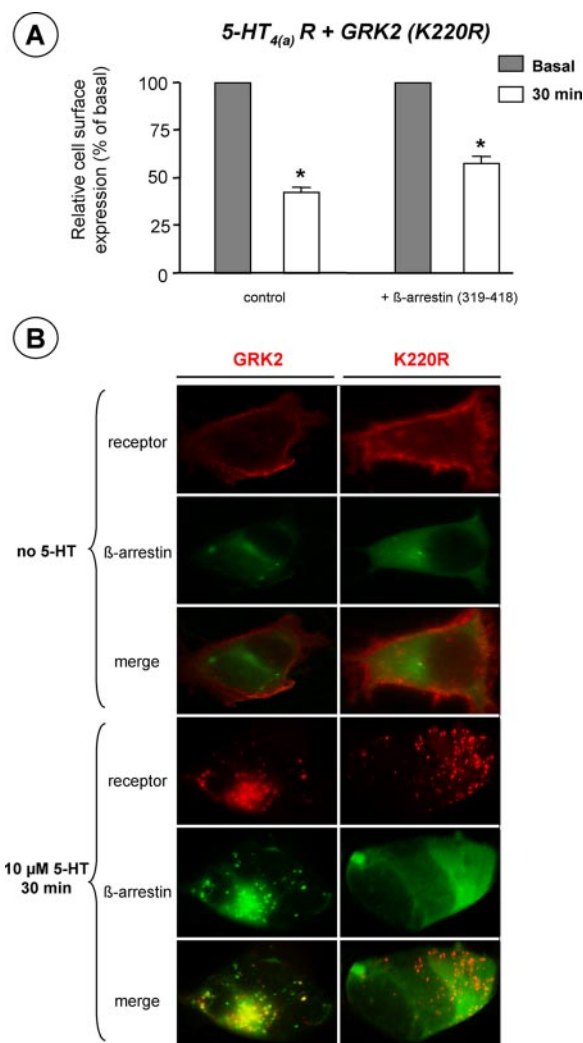 A
5-HT4(a) R + GRK2 (K220R)
Basal
30 min
Relative cell surface
expression (% of basal)
100
75
50
25
0
*
*
control
+ ß-arrestin (319-418)
B
GRK2
K220R
no 5-HT
receptor
ß-arrestin
merge
10 µM 5-HT
30 min
receptor
ß-arrestin
merge